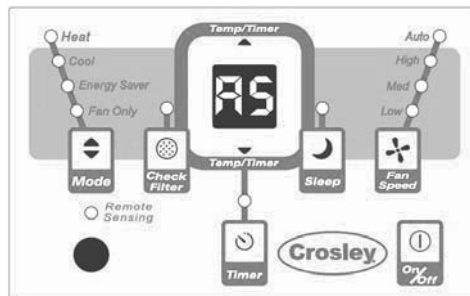 Temp/Timer
Heat
Cool
Energy Saver
Fan Only
AS
Auto
High
Med
Low
Temp/Timer
Mode
Check
Filter
Sleep
Fan
Speed
Remote
Sensing
Timer
Crosley
On/Off